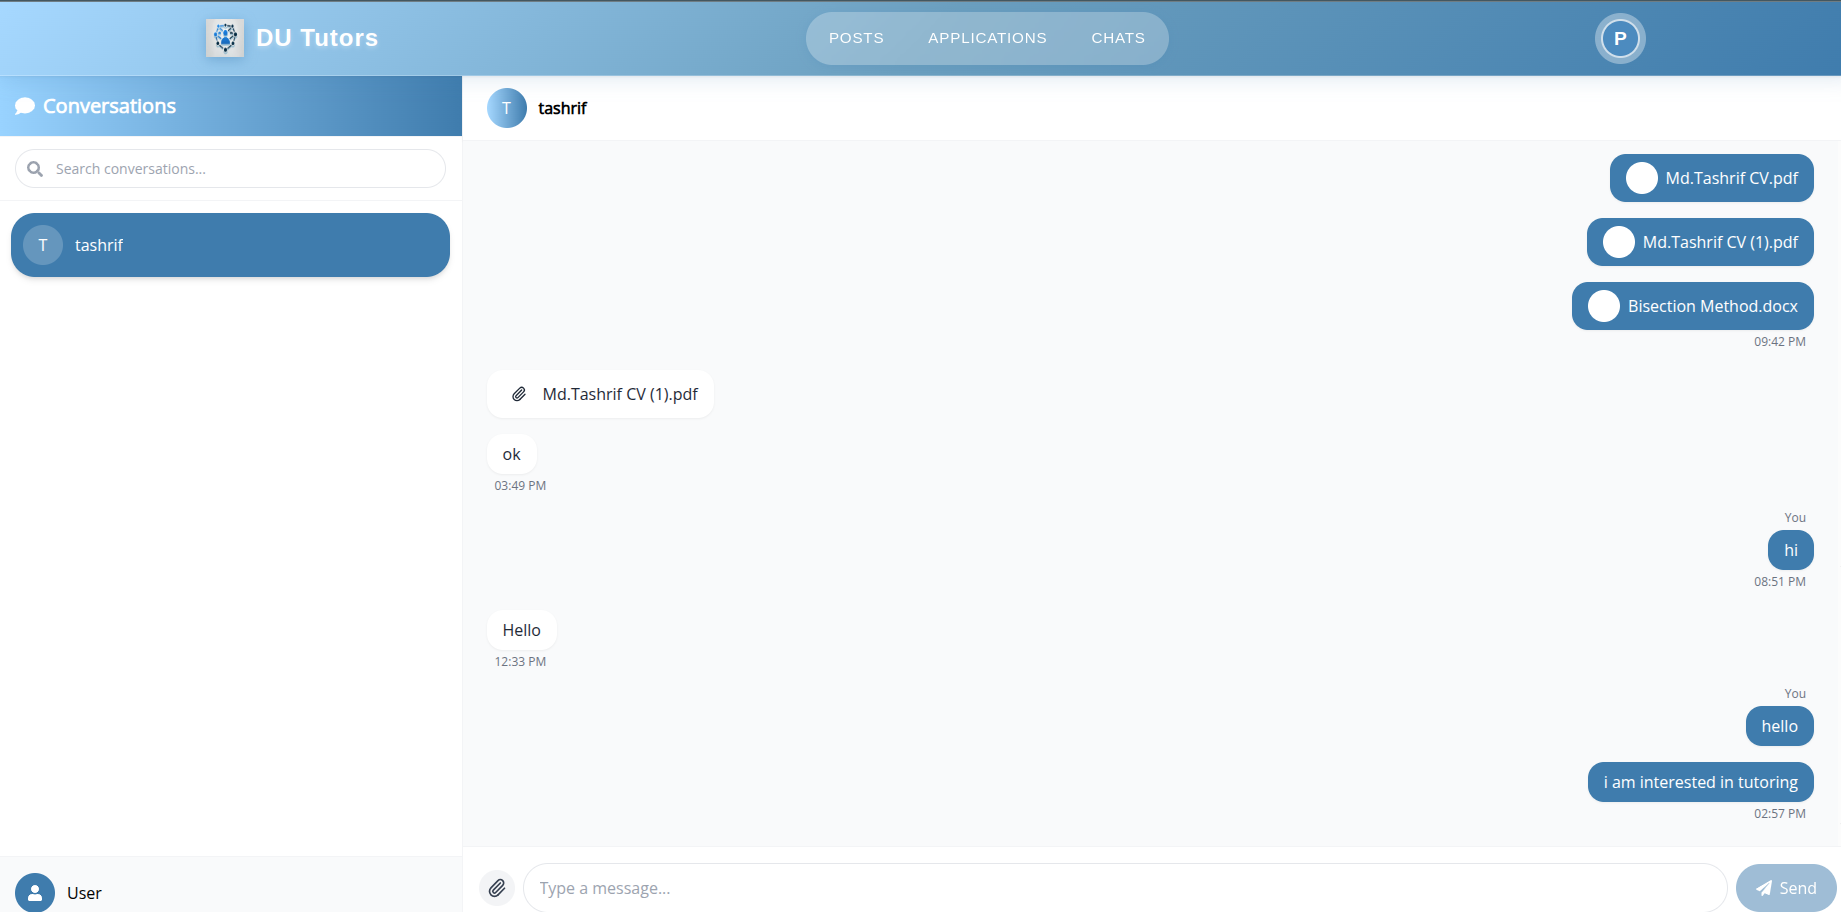 DU Tutors
POSTS APPLICATIONS CHATS
P
Conversations
Search conversations...
T tashrif
User
T tashrif
Md.Tashrif CV.pdf
Md.Tashrif CV (1).pdf
Bisection Method.docx
09:42 PM
Md.Tashrif CV (1).pdf
ok
03:49 PM
You
hi
08:51 PM
Hello
12:33 PM
You
hello
i am interested in tutoring
02:57 PM
Type a message...
Send